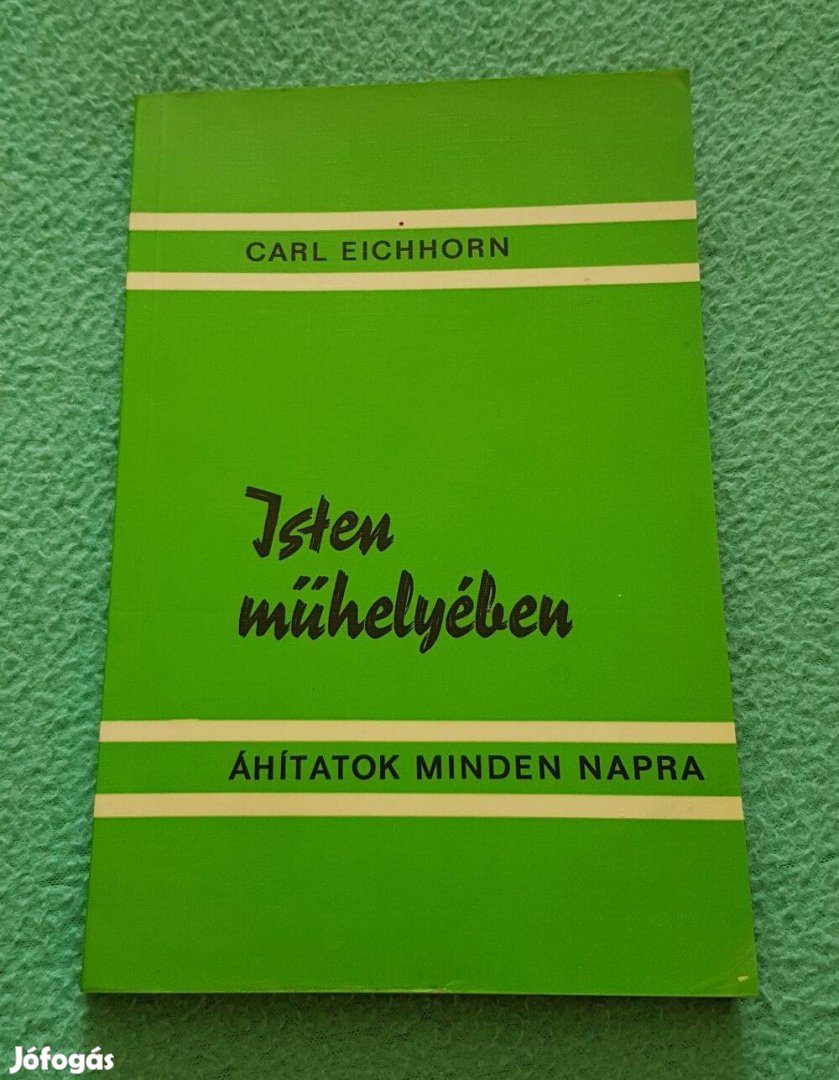 CARL EICHHORN
Isten
műhelyében
ÁHÍTATOK MINDEN NAPRA
Jófogás